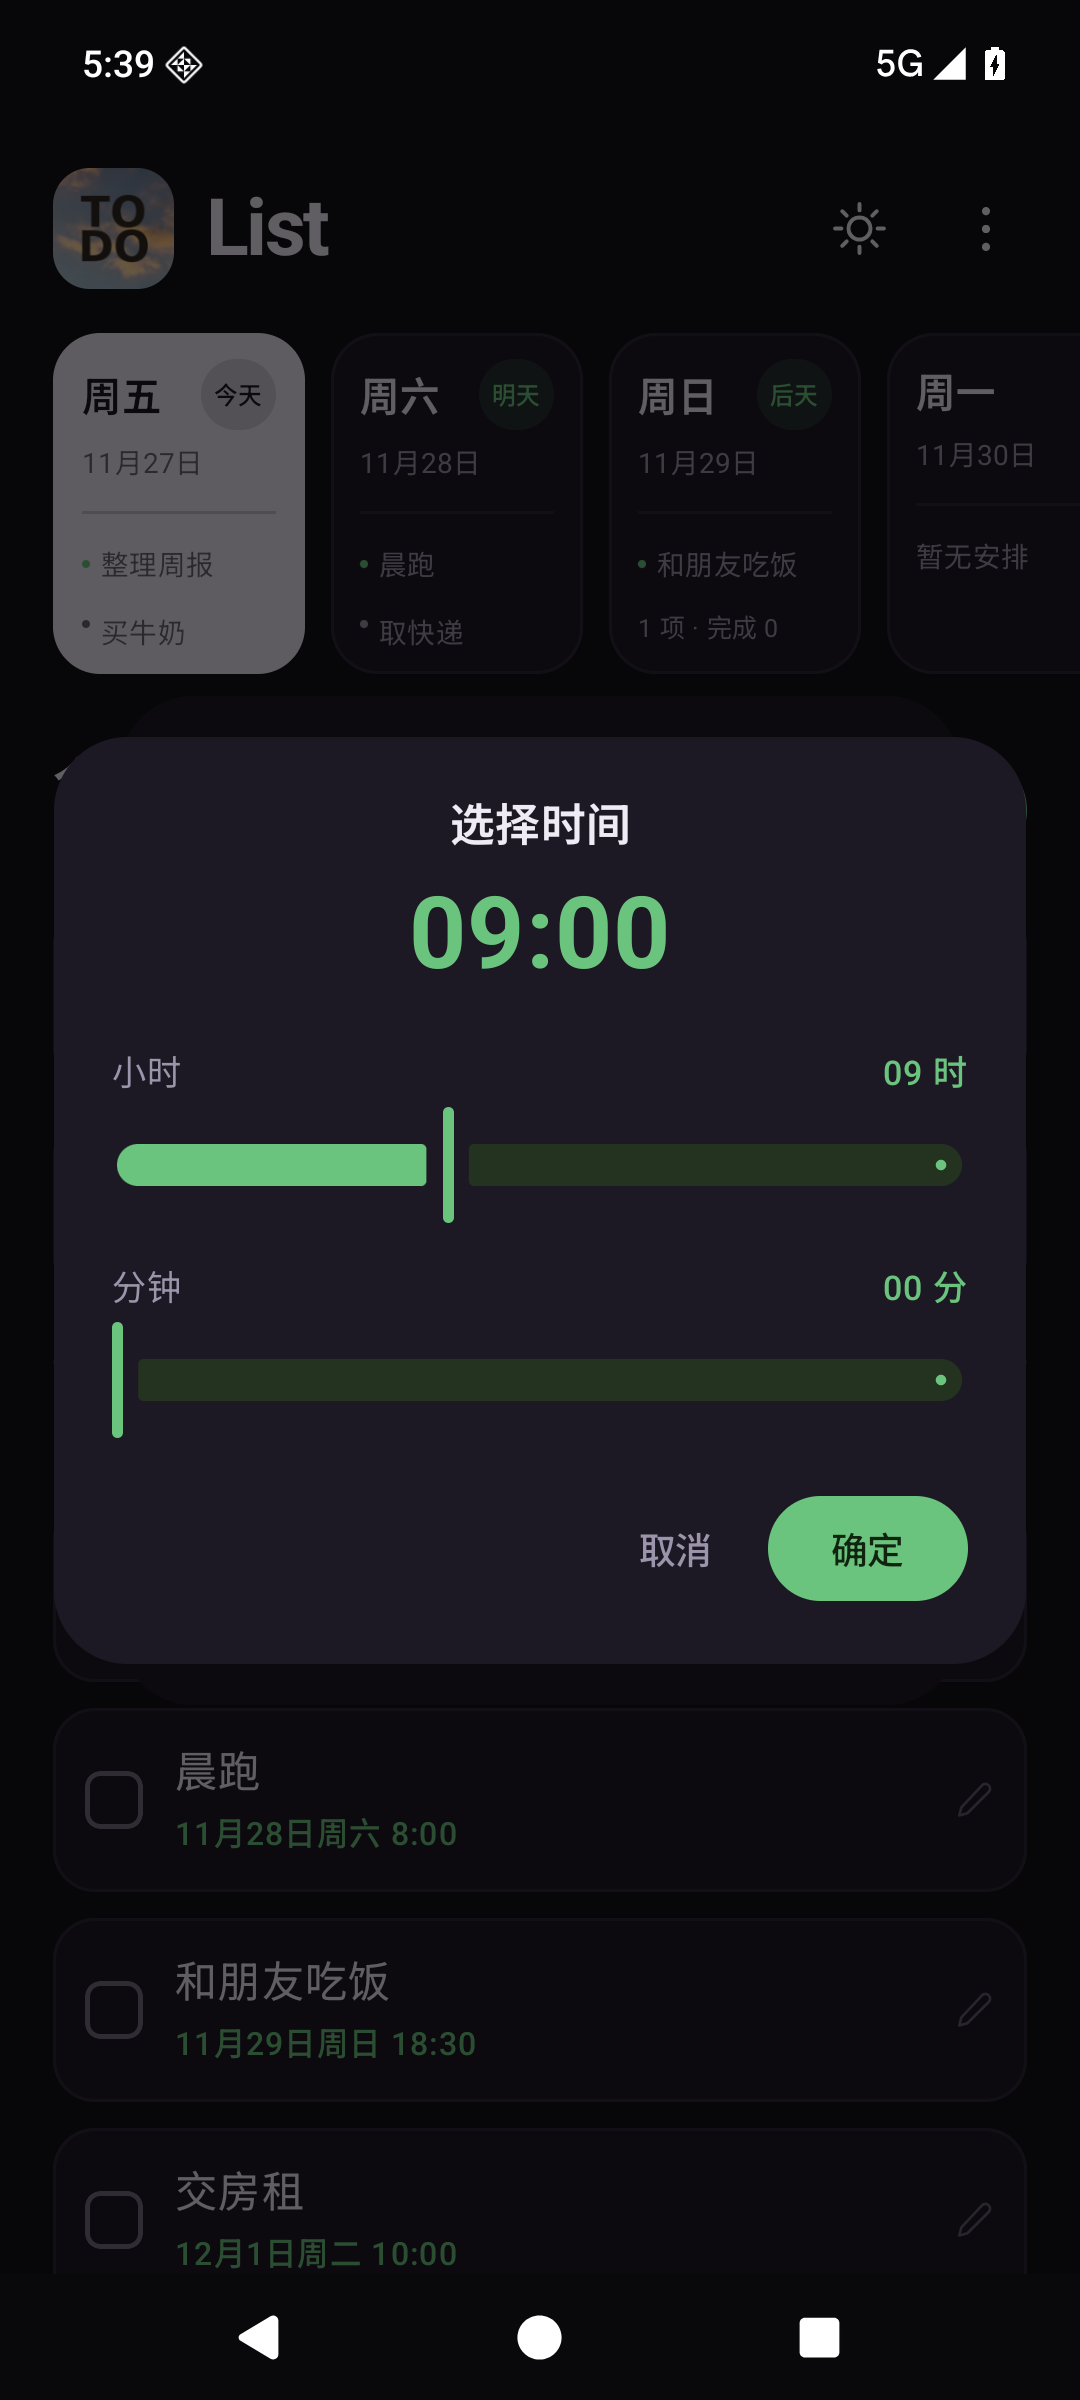 5:39
5G
TO
DO
List
周五 今天
11月27日
整理周报
买牛奶
周六 明天
11月28日
晨跑
取快递
周日 后天
11月29日
和朋友吃饭
1 项 · 完成 0
周一
11月30日
暂无安排
选择时间
09:00
小时 09 时
分钟 00 分
取消 确定
晨跑
11月28日周六 8:00
和朋友吃饭
11月29日周日 18:30
交房租
12月1日周二 10:00